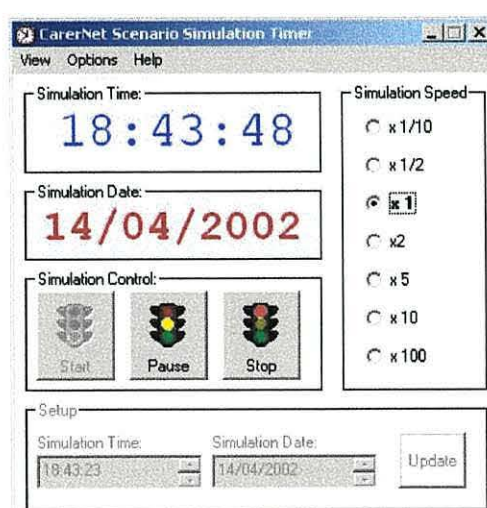 CarerNet Scenario Simulation Timer
View Options Help
Simulation Time:
18:43:48
Simulation Date:
14/04/2002
Simulation Control:
Start Pause Stop
Simulation Speed
x 1/10
x 1/2
x 1
x2
x 5
x 10
x 100
Setup
Simulation Time: Simulation Date:
18:43:23 14/04/2002 Update